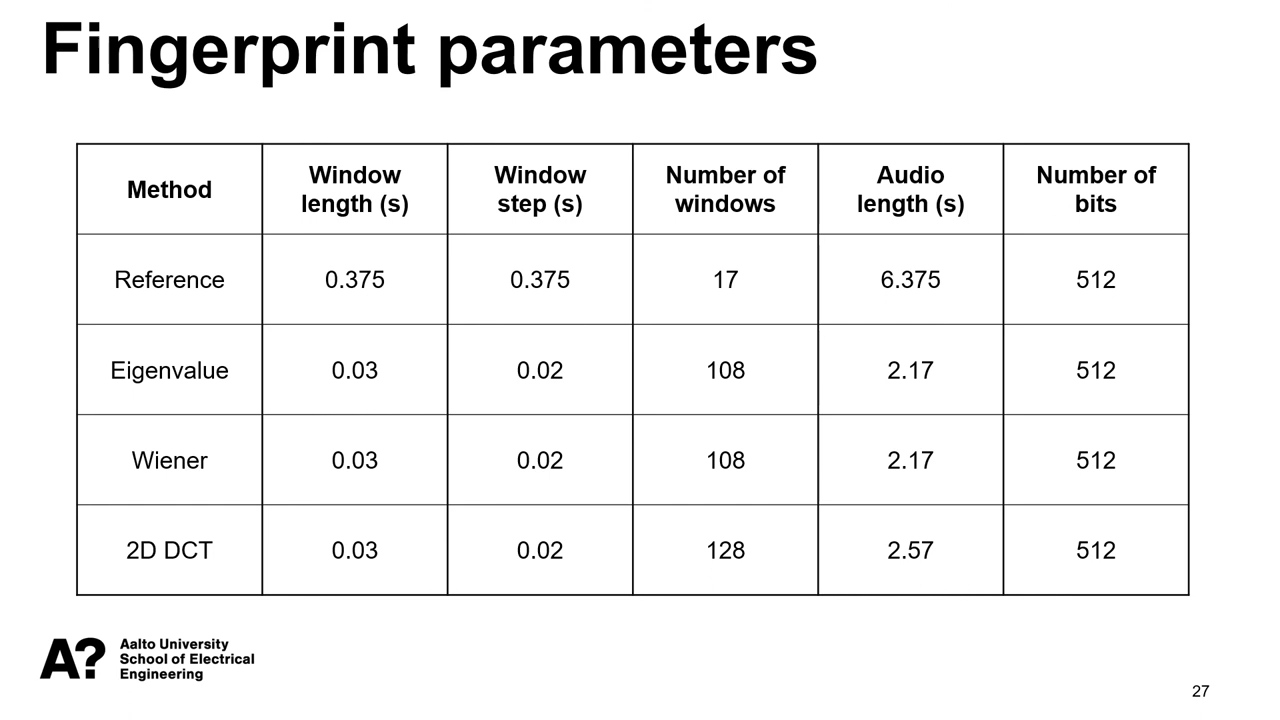 Fingerprint parameters
Method
Window
length (s)
Window
step (s)
Number of
windows
Audio
length (s)
Number of
bits
Reference 0.375 0.375 17 6.375 512
Eigenvalue 0.03 0.02 108 2.17 512
Wiener 0.03 0.02 108 2.17 512
2D DCT 0.03 0.02 128 2.57 512
A?
Aalto University
School of Electrical
Engineering
27